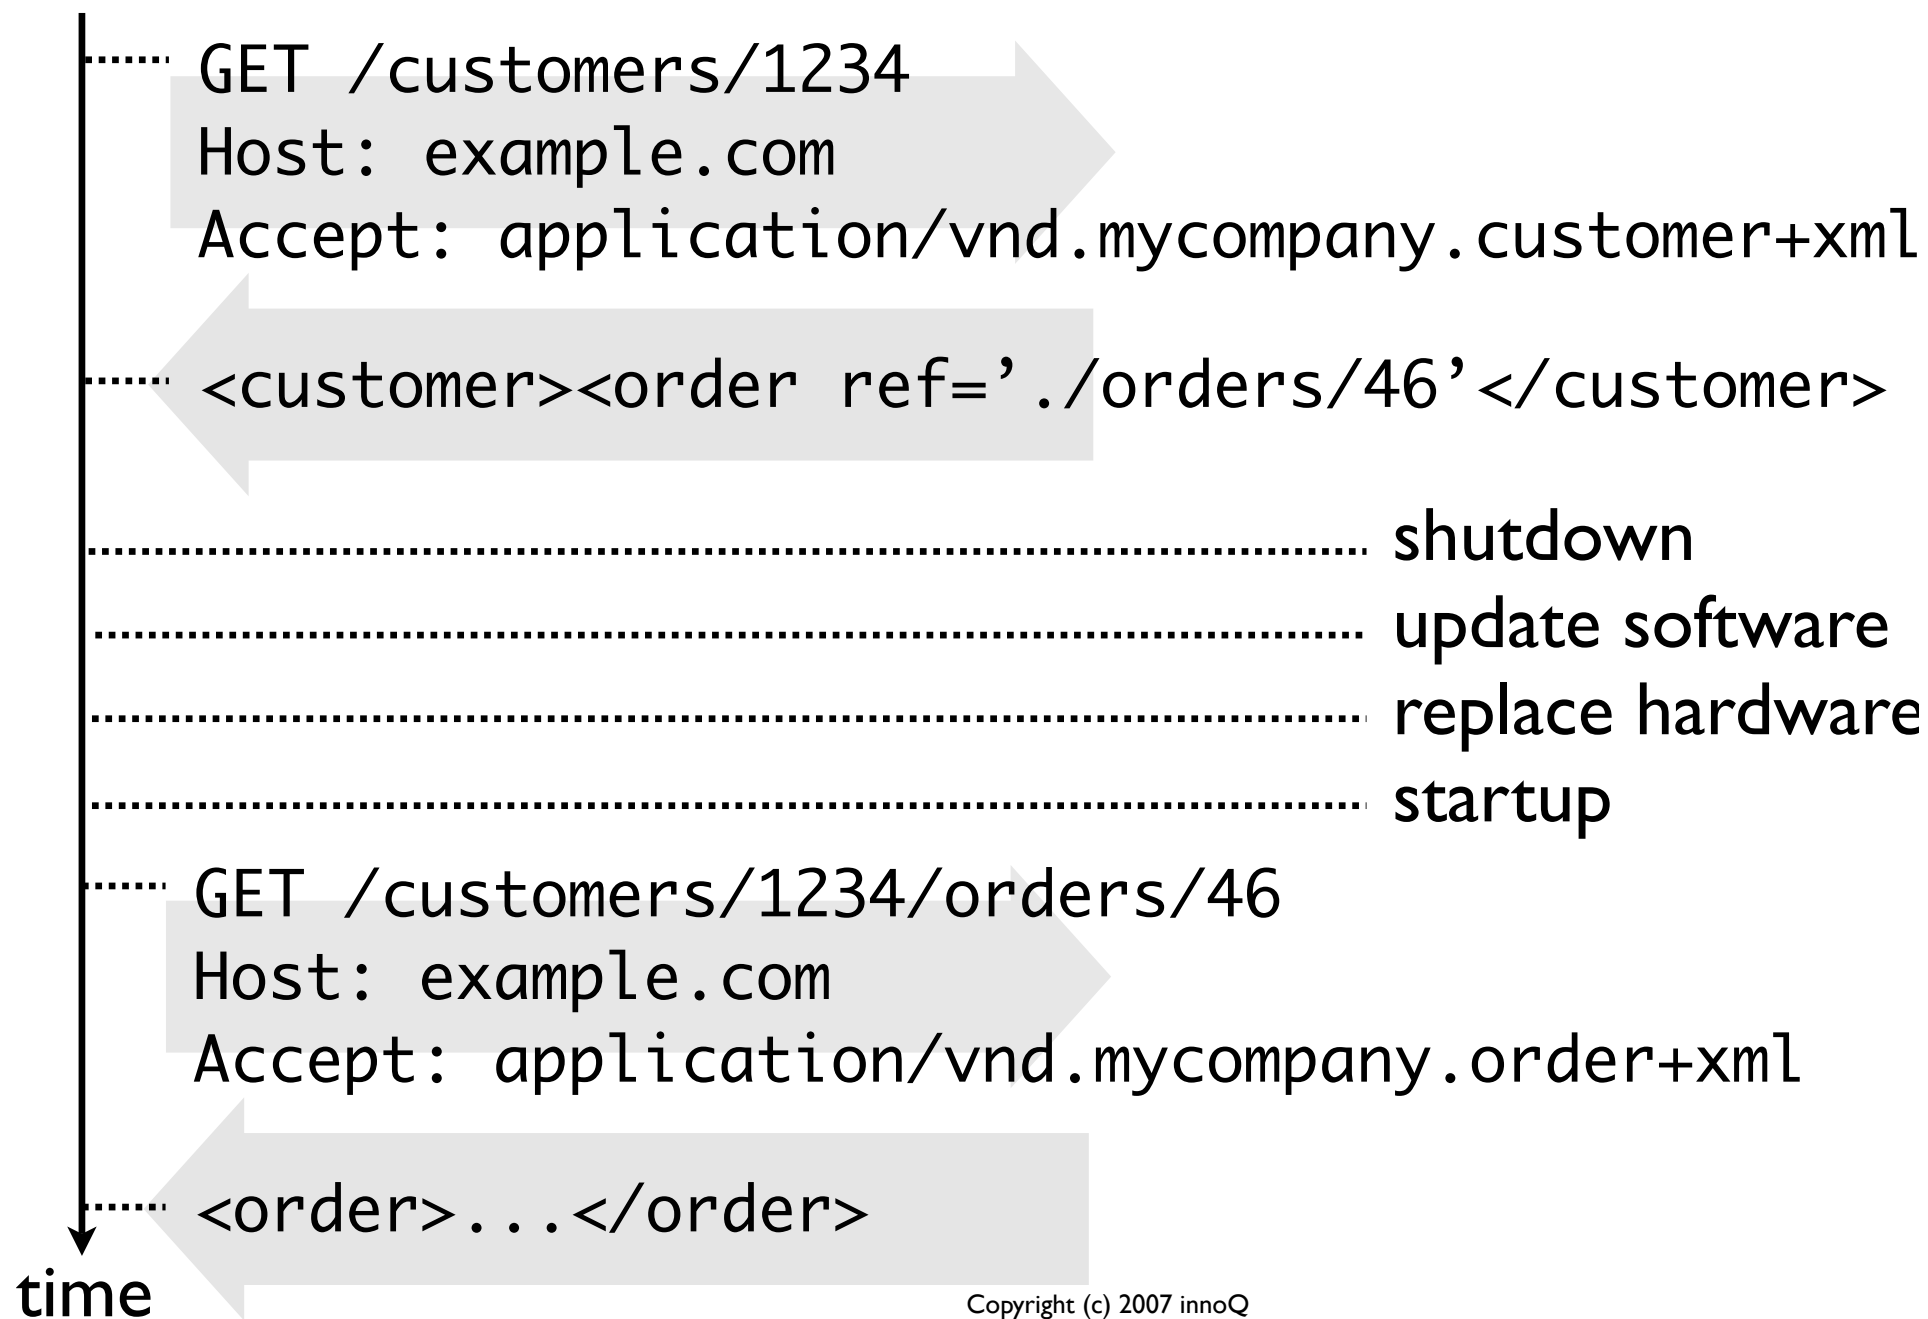 GET /customers/1234
Host: example.com
Accept: application/vnd.mycompany.customer+xml
<customer><order ref=’./orders/46’</customer>
shutdown
update software
replace hardware
startup
GET /customers/1234/orders/46
Host: example.com
Accept: application/vnd.mycompany.order+xml
<order>...</order>
time
Copyright (c) 2007 innoQ